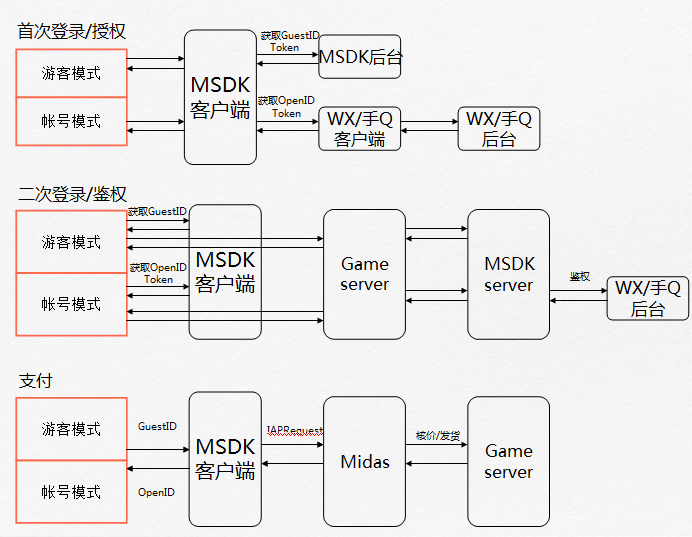 首次登录/授权
游客模式
帐号模式
MSDK
客户端
获取GuestID
Token
MSDK后台
获取OpenID
Token
WX/手Q
客户端
WX/手Q
后台
二次登录/鉴权
游客模式
帐号模式
获取GuestID
获取OpenID
Token
MSDK
客户端
Game
server
MSDK
server
鉴权
WX/手Q
后台
支付
游客模式
帐号模式
GuestID
OpenID
MSDK
客户端
IAPRequest
Midas
核价/发货
Game
server